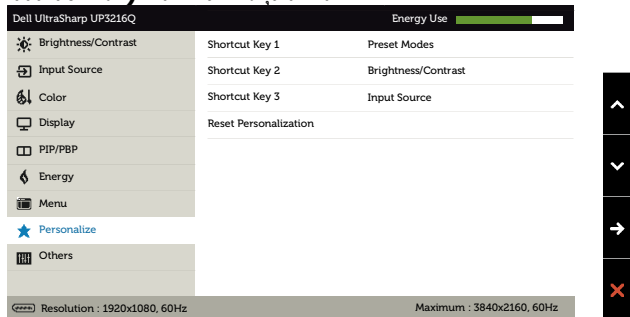 Dell UltraSharp UP3216Q Energy Use
Brightness/Contrast
Shortcut Key 1 Preset Modes
Input Source
Shortcut Key 2 Brightness/Contrast
Color
Shortcut Key 3 Input Source
Display
Reset Personalization
PIP/PBP
Energy
Menu
Personalize
Others
Resolution : 1920x1080, 60Hz Maximum : 3840x2160, 60Hz